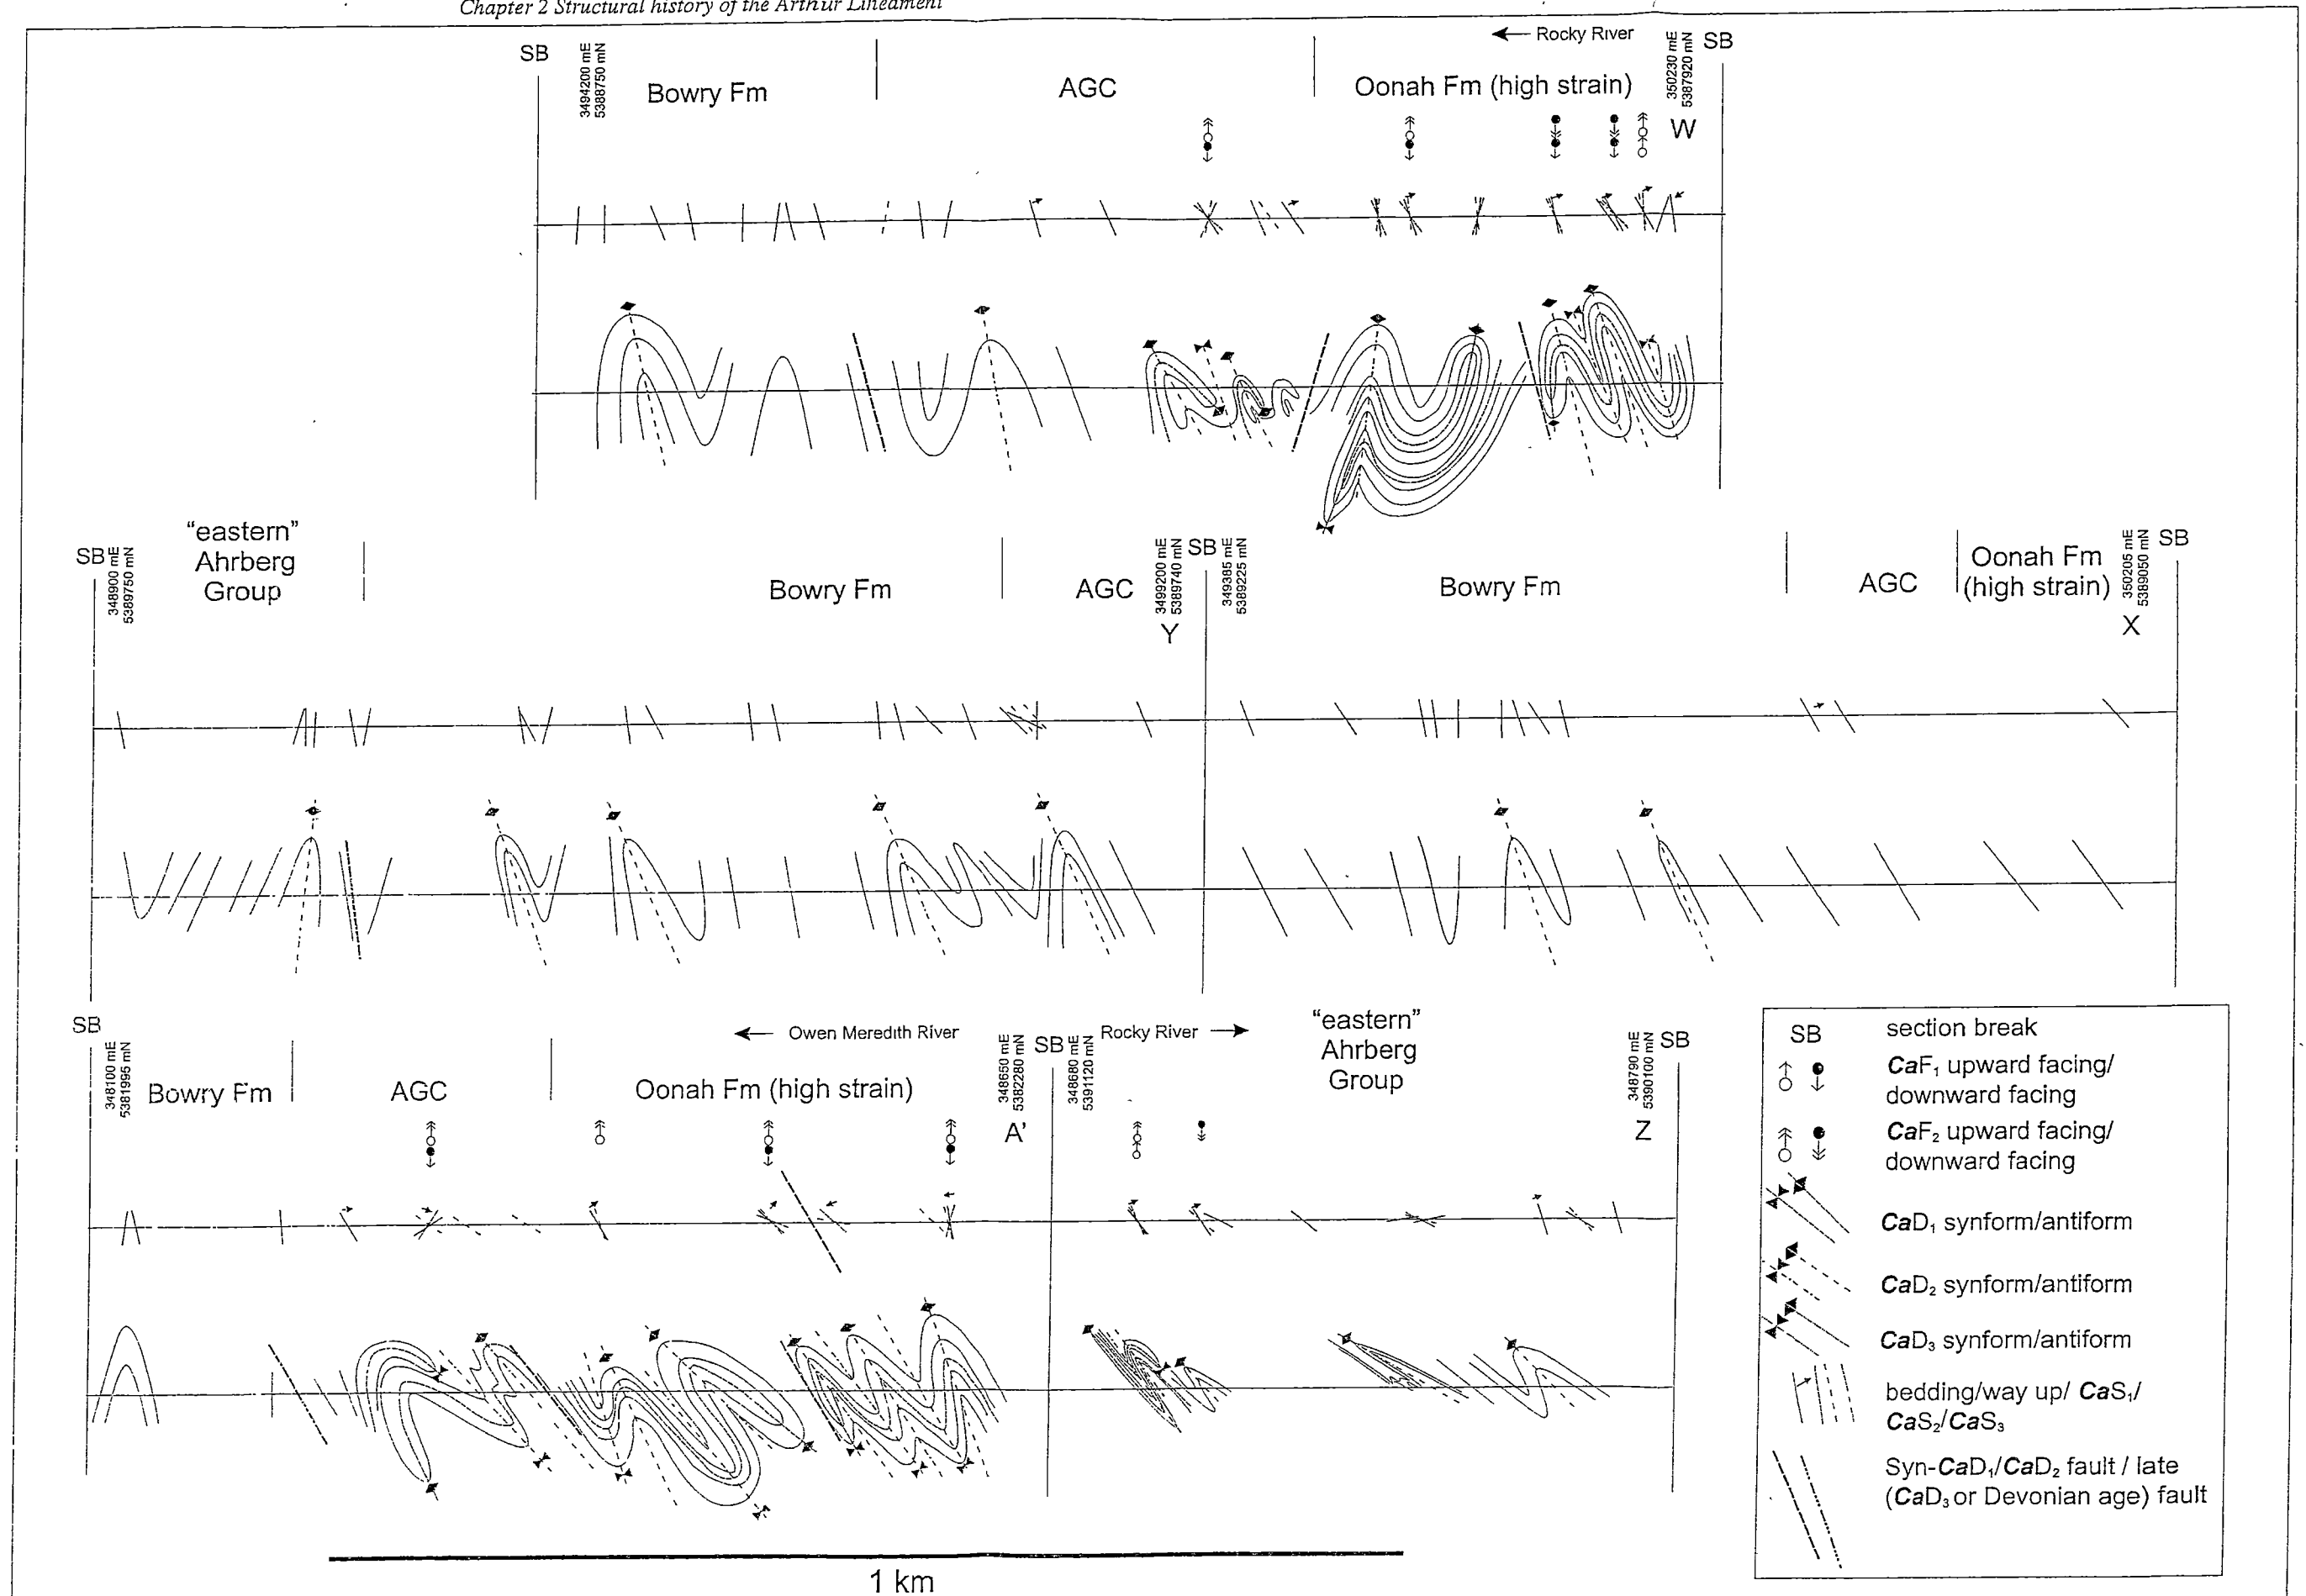 Chapter 2 Structural history of the Arthur Lineament
SB
3494200 mE
5388750 mN
Bowry Fm
AGC
← Rocky River
Oonah Fm (high strain)
350230 mE
5387920 mN
W
SB
SB
348900 mE
5389750 mN
"eastern"
Ahrberg
Group
Bowry Fm
AGC
3499200 mE
5389740 mN
Y
SB
349385 mE
5389225 mN
Bowry Fm
AGC
Oonah Fm
(high strain)
350205 mE
5389050 mN
X
SB
SB
348100 mE
5381995 mN
Bowry Fm
AGC
← Owen Meredith River
Oonah Fm (high strain)
348650 mE
5382280 mN
A'
SB
348680 mE
5391120 mN
Rocky River →
"eastern"
Ahrberg
Group
348790 mE
5390100 mN
Z
SB
SB section break
CaF₁ upward facing/
downward facing
CaF₂ upward facing/
downward facing
CaD₁ synform/antiform
CaD₂ synform/antiform
CaD₃ synform/antiform
bedding/way up/ CaS₁/
CaS₂/CaS₃
Syn-CaD₁/CaD₂ fault / late
(CaD₃ or Devonian age) fault
1 km